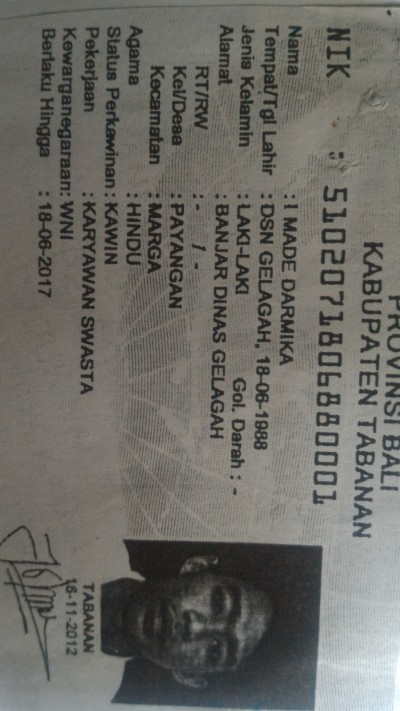 PROVINSI BALI
KABUPATEN TABANAN
NIK : 5102071806880001
Nama : I MADE DARMIKA
Tempat/Tgl Lahir : DSN GELAGAH, 18-06-1988
Jenis Kelamin : LAKI-LAKI Gol. Darah : -
Alamat : BANJAR DINAS GELAGAH
RT/RW : - / -
Kel/Desa : PAYANGAN
Kecamatan : MARGA
Agama : HINDU
Status Perkawinan : KAWIN
Pekerjaan : KARYAWAN SWASTA
Kewarganegaraan: WNI
Berlaku Hingga : 18-06-2017
TABANAN
16-11-2012